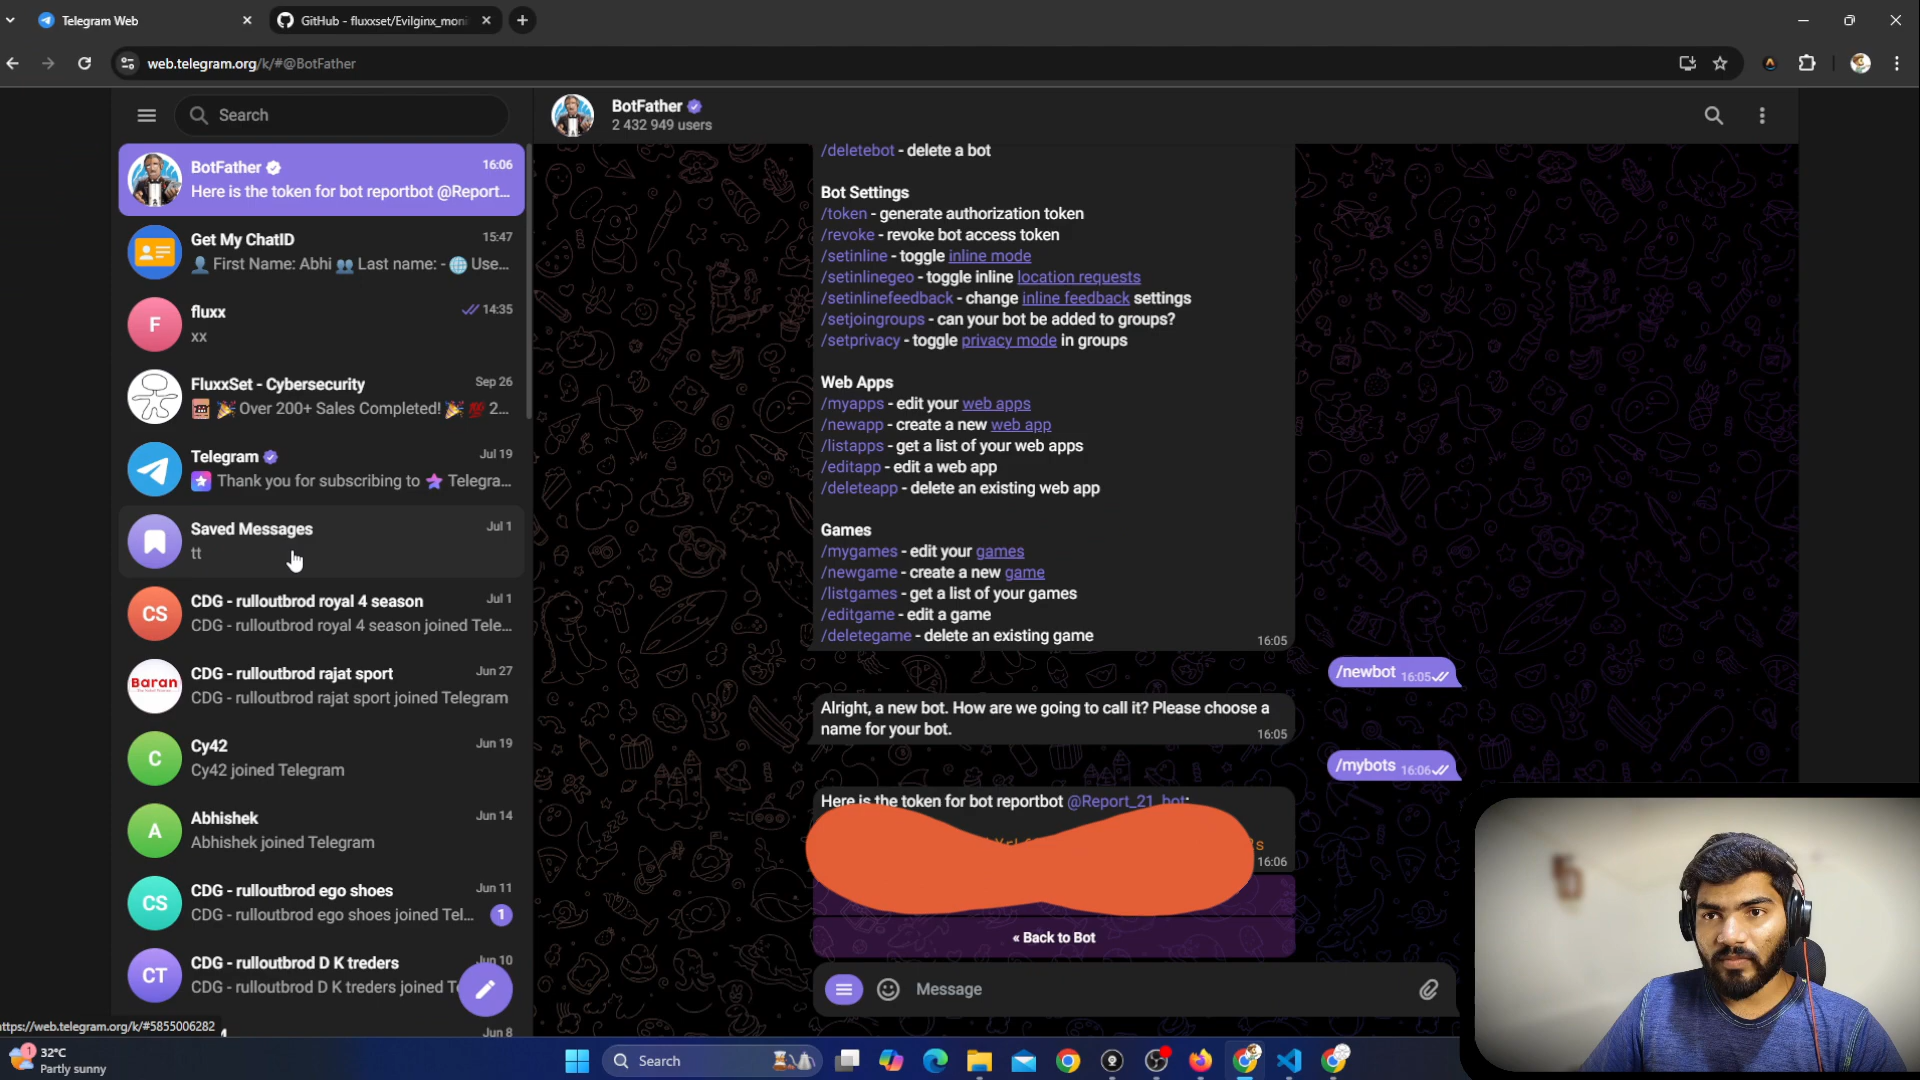 Telegram Web
GitHub - fluxxset/Evilginx_moni
web.telegram.org/k/#@BotFather
Search
BotFather
2 432 949 users
BotFather 16:06
Here is the token for bot reportbot @Report...
Get My ChatID 15:47
First Name: Abhi Last name: - Use...
fluxx 14:35
F
xx
FluxxSet - Cybersecurity Sep 26
Over 200+ Sales Completed! 2...
Telegram Jul 19
Thank you for subscribing to Telegra...
Saved Messages Jul 1
tt
CS
CDG - rulloutbrod royal 4 season Jul 1
CDG - rulloutbrod royal 4 season joined Tele...
Baran
CDG - rulloutbrod rajat sport Jun 27
CDG - rulloutbrod rajat sport joined Telegram
C
Cy42 Jun 19
Cy42 joined Telegram
A
Abhishek Jun 14
Abhishek joined Telegram
CS
CDG - rulloutbrod ego shoes Jun 11
CDG - rulloutbrod ego shoes joined Tel... 1
CT
CDG - rulloutbrod D K treders Jun 10
CDG - rulloutbrod D K treders joined T
Jun 8
ttps://web.telegram.org/k/#5855006282
/deletebot - delete a bot
Bot Settings
/token - generate authorization token
/revoke - revoke bot access token
/setinline - toggle inline mode
/setinlinegeo - toggle inline location requests
/setinlinefeedback - change inline feedback settings
/setjoingroups - can your bot be added to groups?
/setprivacy - toggle privacy mode in groups
Web Apps
/myapps - edit your web apps
/newapp - create a new web app
/listapps - get a list of your web apps
/editapp - edit a web app
/deleteapp - delete an existing web app
Games
/mygames - edit your games
/newgame - create a new game
/listgames - get a list of your games
/editgame - edit a game
/deletegame - delete an existing game
16:05
/newbot 16:05
Alright, a new bot. How are we going to call it? Please choose a
name for your bot.
16:05
/mybots 16:06
Here is the token for bot reportbot @Report_21_bot:
16:06
« Back to Bot
Message
1
32°C
Partly sunny
Search